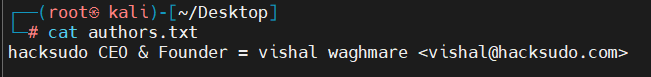 ┌──(root㉿ kali)-[~/Desktop]
└─# cat authors.txt
hacksudo CEO & Founder = vishal waghmare <vishal@hacksudo.com>